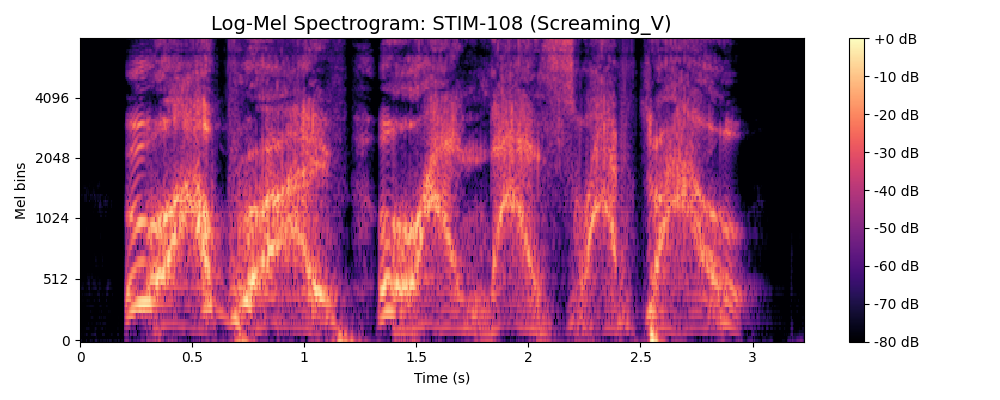 Log-Mel Spectrogram: STIM-108 (Screaming_V)
+0 dB
-10 dB
-20 dB
-30 dB
-40 dB
-50 dB
-60 dB
-70 dB
-80 dB
Mel bins
4096
2048
1024
512
0
0 0.5 1 1.5 2 2.5 3
Time (s)